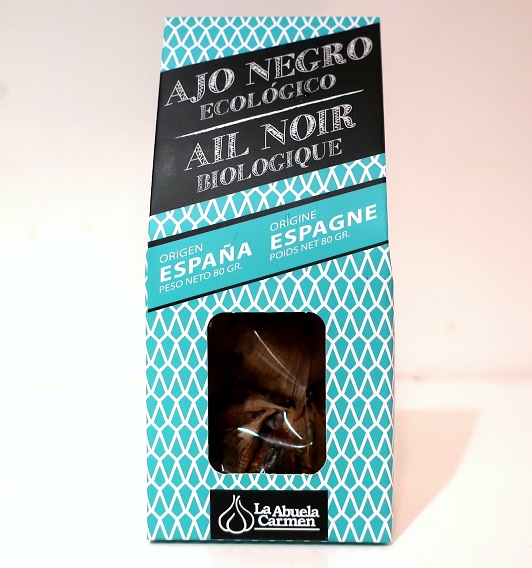 AJO NEGRO
ECOLÓGICO
AIL NOIR
BIOLOGIQUE
ORIGEN
ESPAÑA
PESO NETO 80 GR.
ORIGINE
ESPAGNE
POIDS NET 80 GR.
La Abuela
Carmen